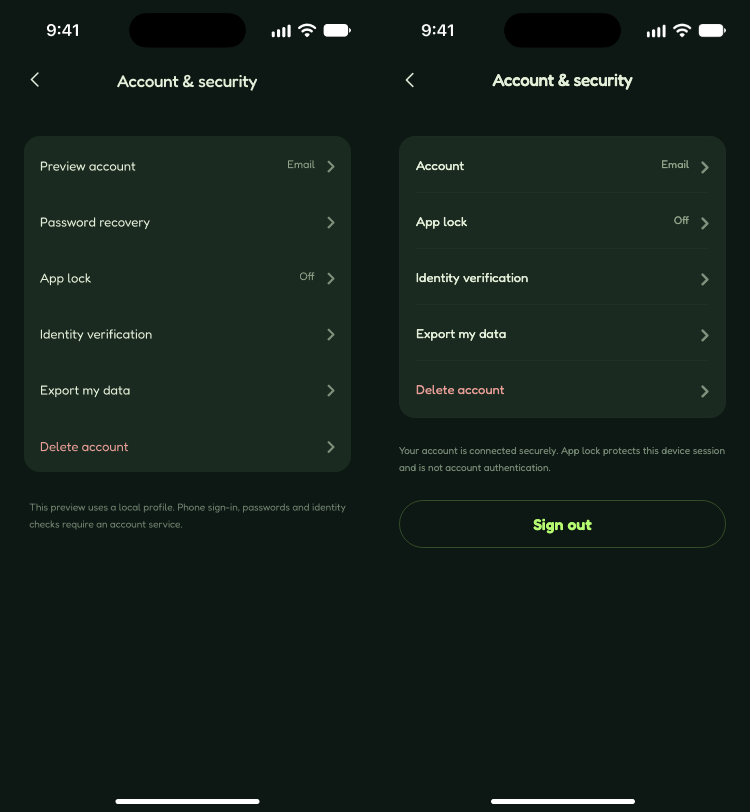 9:41
Account & security
Preview account
Email
Password recovery
App lock
Off
Identity verification
Export my data
Delete account
This preview uses a local profile. Phone sign-in, passwords and identity
checks require an account service.
9:41
Account & security
Account
Email
App lock
Off
Identity verification
Export my data
Delete account
Your account is connected securely. App lock protects this device session
and is not account authentication.
Sign out